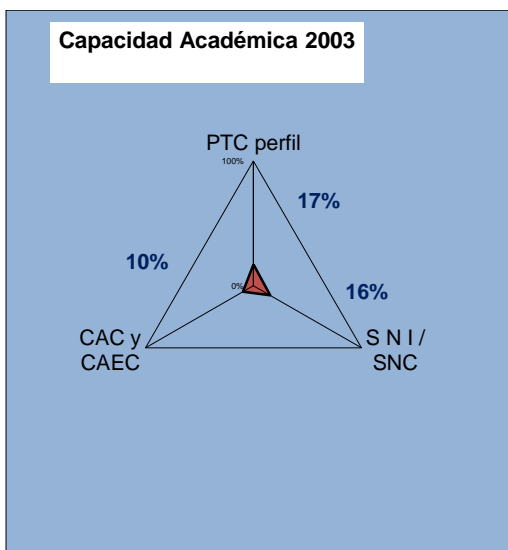 Capacidad Académica 2003
PTC perfil
100%
17%
10%
0%
16%
CAC y
CAEC
S N I /
SNC